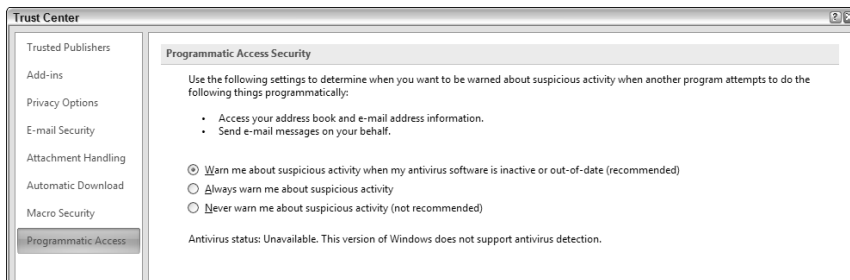 Trust Center
Trusted Publishers
Add-ins
Privacy Options
E-mail Security
Attachment Handling
Automatic Download
Macro Security
Programmatic Access
Programmatic Access Security
Use the following settings to determine when you want to be warned about suspicious activity when another program attempts to do the
following things programmatically:
• Access your address book and e-mail address information.
• Send e-mail messages on your behalf.
Warn me about suspicious activity when my antivirus software is inactive or out-of-date (recommended)
Always warn me about suspicious activity
Never warn me about suspicious activity (not recommended)
Antivirus status: Unavailable. This version of Windows does not support antivirus detection.